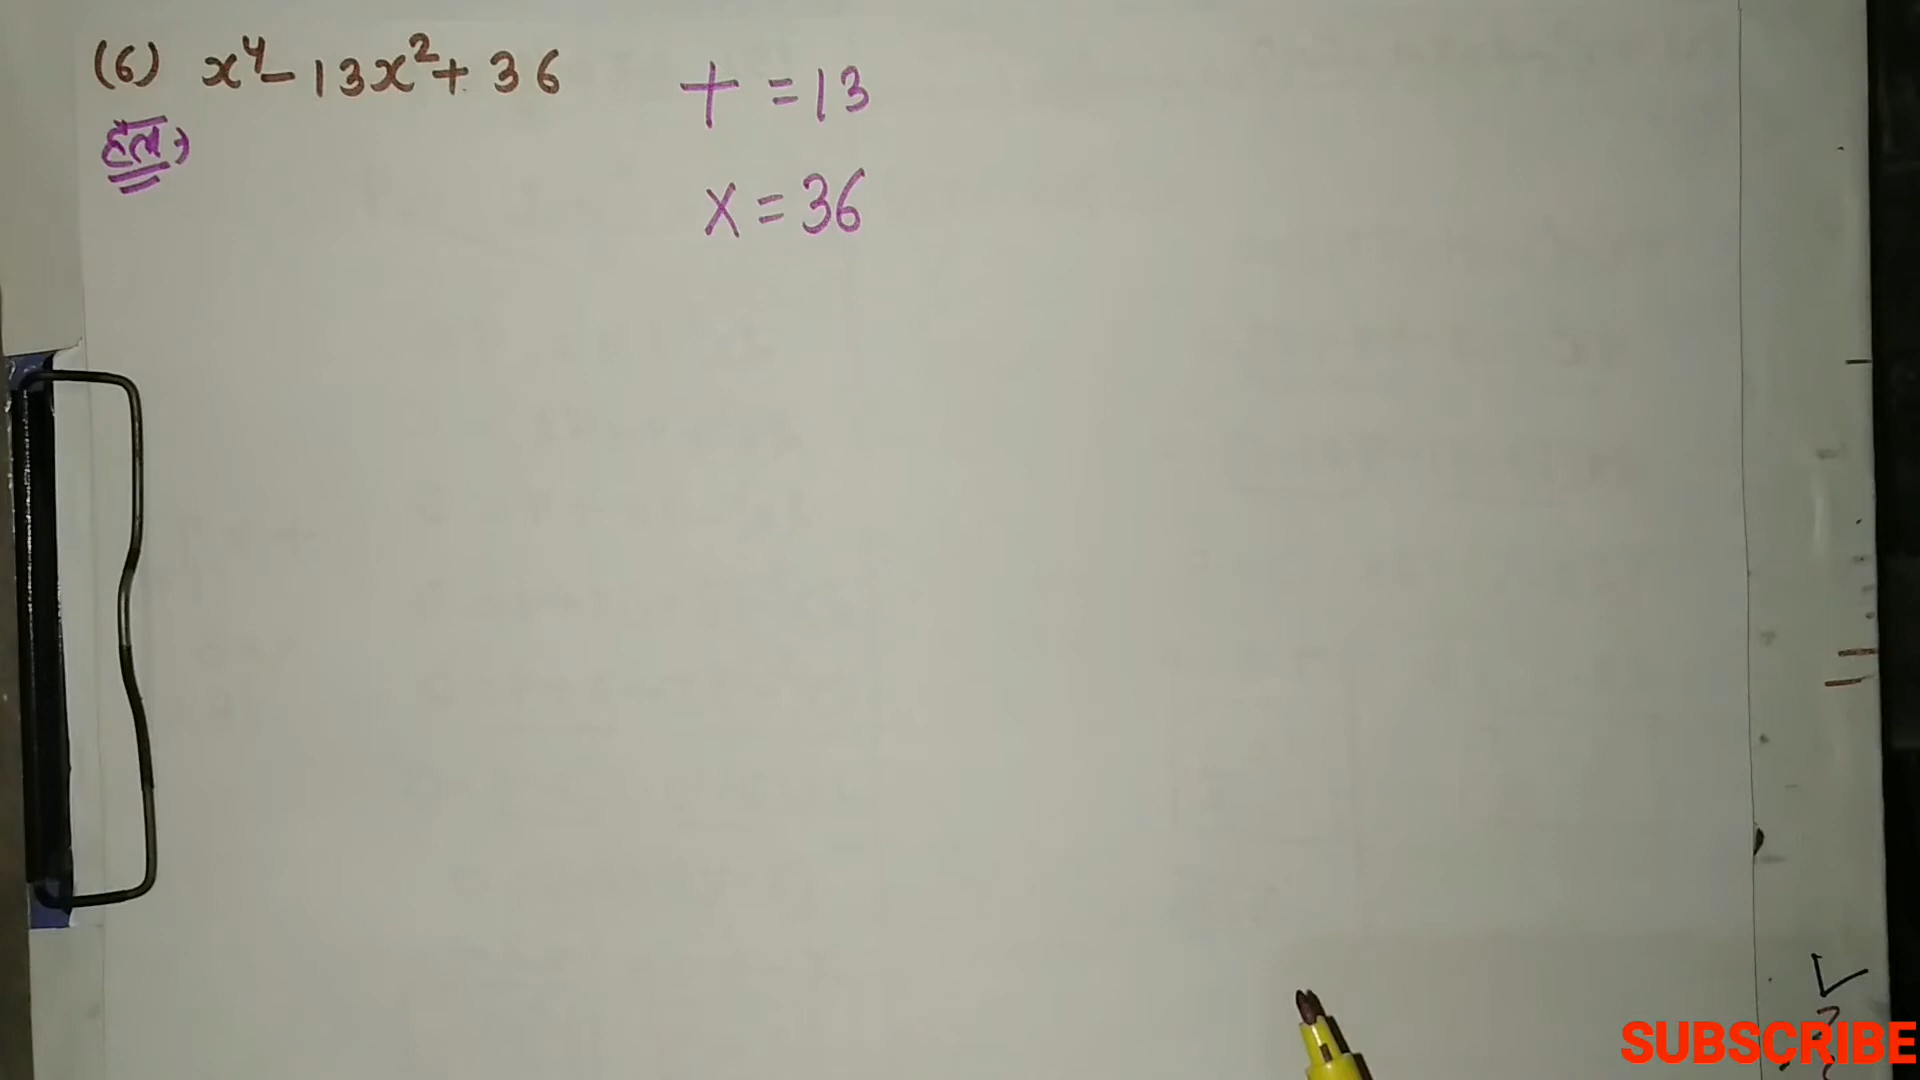 (6) x⁴-13x²+36
+ = 13
हल→
x = 36
SUBSCRIBE